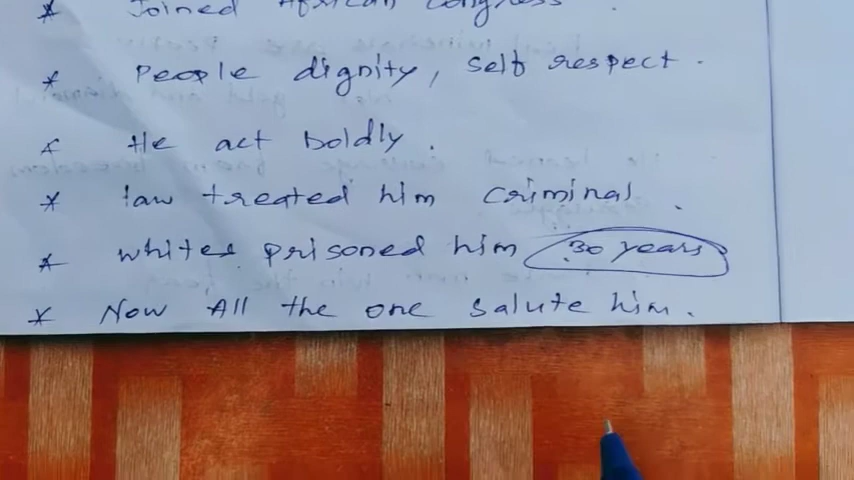 * Joined African Congress.
* People dignity, Self respect.
* He act boldly.
* law treated him criminal.
* whites prisoned him 30 years
* Now All the one salute him.